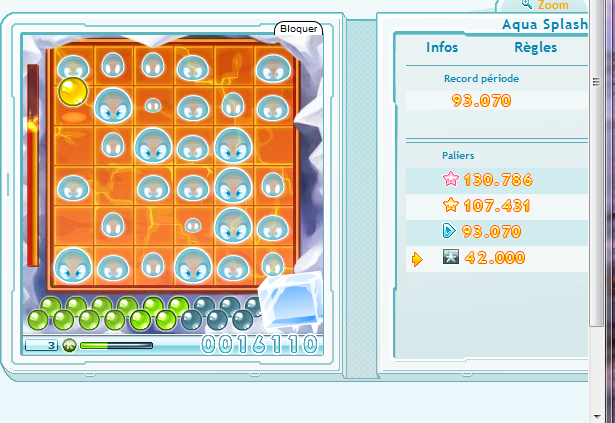 Zoom
Bloquer
Aqua Splash
Infos Règles
Record période
93.070
Paliers
130.786
107.431
93.070
42.000
3
0016110